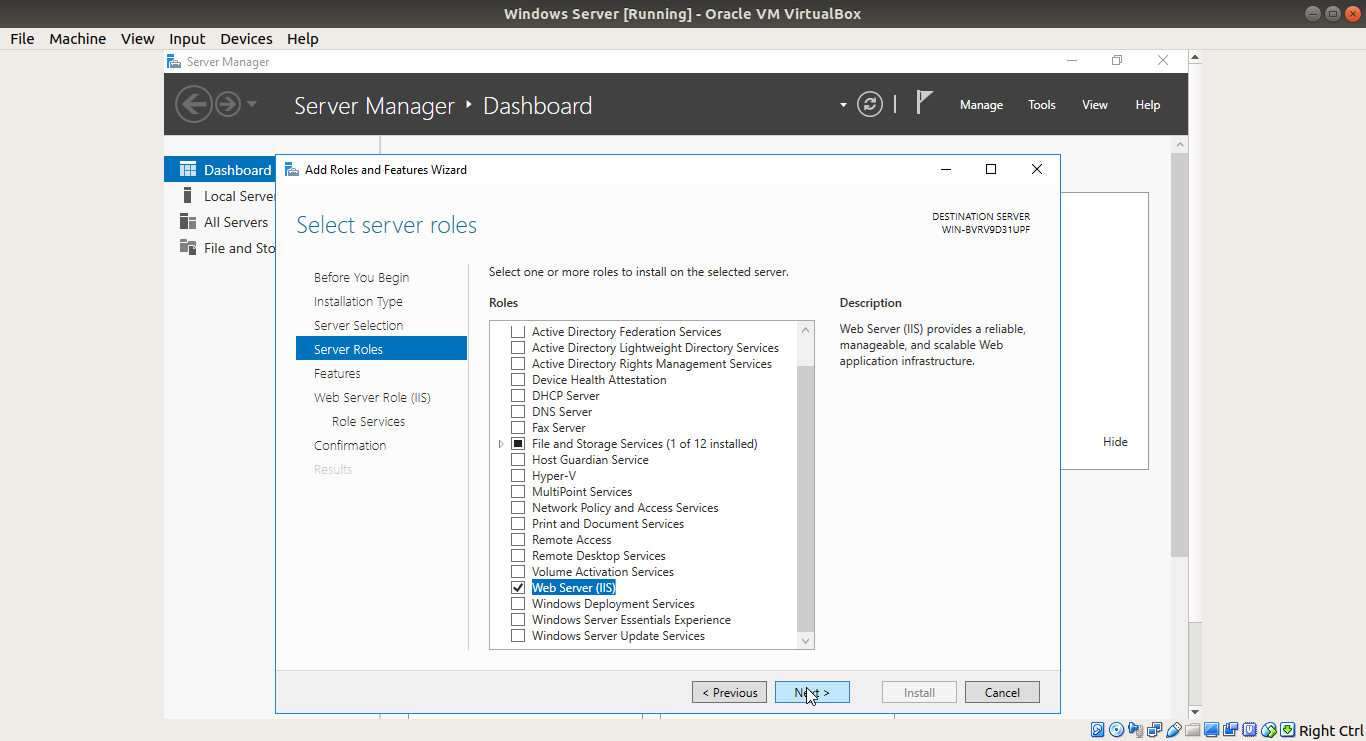 Windows Server [Running] - Oracle VM VirtualBox
File Machine View Input Devices Help
Server Manager
Server Manager Dashboard
Manage Tools View Help
Dashboard
Local Server
All Servers
File and Sto
Add Roles and Features Wizard
Select server roles
DESTINATION SERVER
WIN-BVRV9D31UPF
Before You Begin
Installation Type
Server Selection
Server Roles
Features
Web Server Role (IIS)
Role Services
Confirmation
Results
Select one or more roles to install on the selected server.
Roles
Active Directory Federation Services
Active Directory Lightweight Directory Services
Active Directory Rights Management Services
Device Health Attestation
DHCP Server
DNS Server
Fax Server
File and Storage Services (1 of 12 installed)
Host Guardian Service
Hyper-V
MultiPoint Services
Network Policy and Access Services
Print and Document Services
Remote Access
Remote Desktop Services
Volume Activation Services
Web Server (IIS)
Windows Deployment Services
Windows Server Essentials Experience
Windows Server Update Services
Description
Web Server (IIS) provides a reliable,
manageable, and scalable Web
application infrastructure.
Hide
< Previous Next > Install Cancel
Right Ctrl